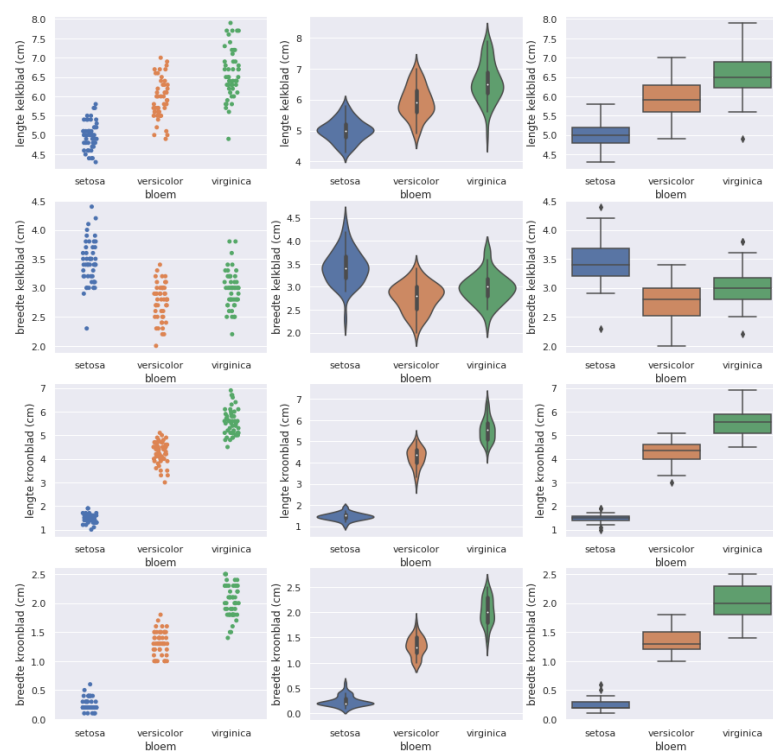 lengte kelkblad (cm)
8.0
7.5
7.0
6.5
6.0
5.5
5.0
4.5
setosa versicolor virginica
bloem
lengte kelkblad (cm)
8
7
6
5
4
setosa versicolor virginica
bloem
lengte kelkblad (cm)
8.0
7.5
7.0
6.5
6.0
5.5
5.0
4.5
setosa versicolor virginica
bloem
breedte kelkblad (cm)
4.5
4.0
3.5
3.0
2.5
2.0
setosa versicolor virginica
bloem
breedte kelkblad (cm)
4.5
4.0
3.5
3.0
2.5
2.0
setosa versicolor virginica
bloem
breedte kelkblad (cm)
4.5
4.0
3.5
3.0
2.5
2.0
setosa versicolor virginica
bloem
lengte kroonblad (cm)
7
6
5
4
3
2
1
setosa versicolor virginica
bloem
lengte kroonblad (cm)
7
6
5
4
3
2
1
setosa versicolor virginica
bloem
lengte kroonblad (cm)
7
6
5
4
3
2
1
setosa versicolor virginica
bloem
breedte kroonblad (cm)
2.5
2.0
1.5
1.0
0.5
0.0
setosa versicolor virginica
bloem
breedte kroonblad (cm)
2.5
2.0
1.5
1.0
0.5
0.0
setosa versicolor virginica
bloem
breedte kroonblad (cm)
2.5
2.0
1.5
1.0
0.5
0.0
setosa versicolor virginica
bloem